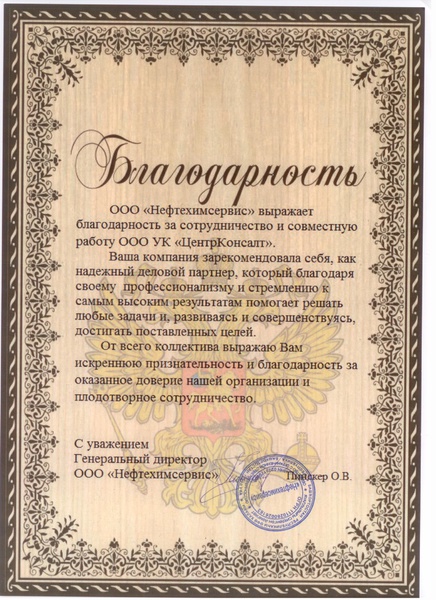 Благодарность
ООО «Нефтехимсервис» выражает
благодарность за сотрудничество и совместную
работу ООО УК «ЦентрКонсалт».
Ваша компания зарекомендовала себя, как
надежный деловой партнер, который благодаря
своему профессионализму и стремлению к
самым высоким результатам помогает решать
любые задачи и, развиваясь и совершенствуясь,
достигать поставленных целей.
От всего коллектива выражаю Вам
искреннюю признательность и благодарность за
оказанное доверие нашей организации и
плодотворное сотрудничество.
С уважением
Генеральный директор
ООО «Нефтехимсервис» Пинскер О.В.